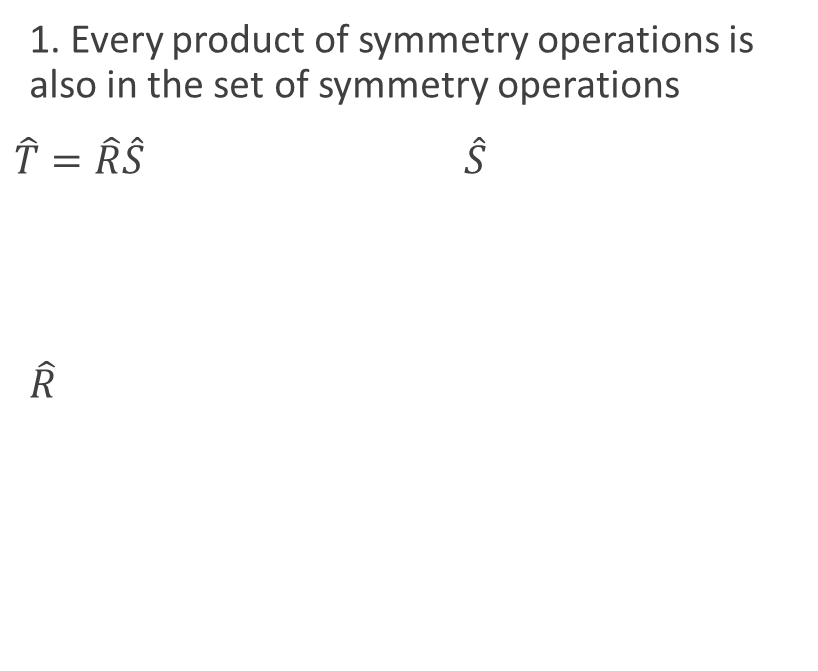 1. Every product of symmetry operations is
also in the set of symmetry operations
T̂ = R̂Ŝ
Ŝ
R̂